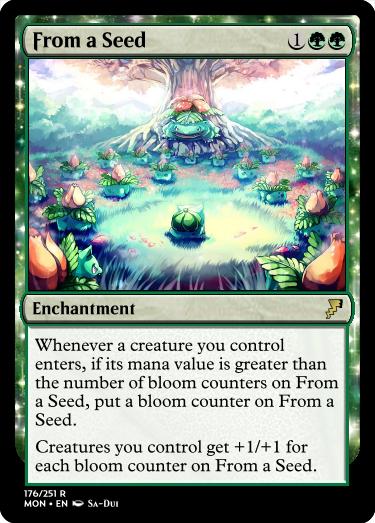 From a Seed 1
Enchantment
Whenever a creature you control
enters, if its mana value is greater than
the number of bloom counters on From
a Seed, put a bloom counter on From a
Seed.
Creatures you control get +1/+1 for
each bloom counter on From a Seed.
176/251 R
MON • EN Sa-Dui